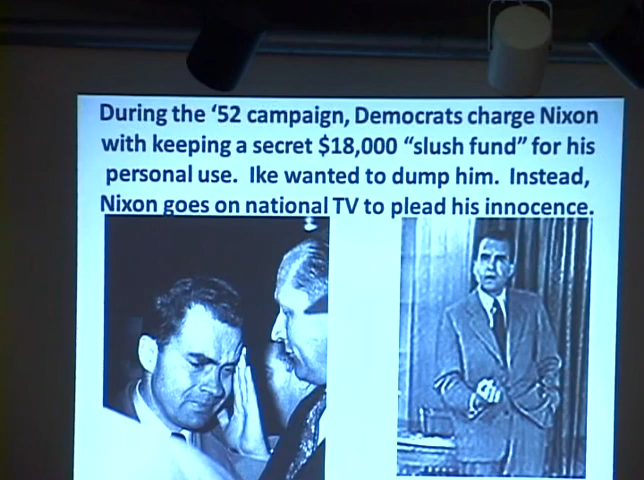 During the ‘52 campaign, Democrats charge Nixon
with keeping a secret $18,000 “slush fund” for his
personal use.  Ike wanted to dump him.  Instead,
Nixon goes on national TV to plead his innocence.